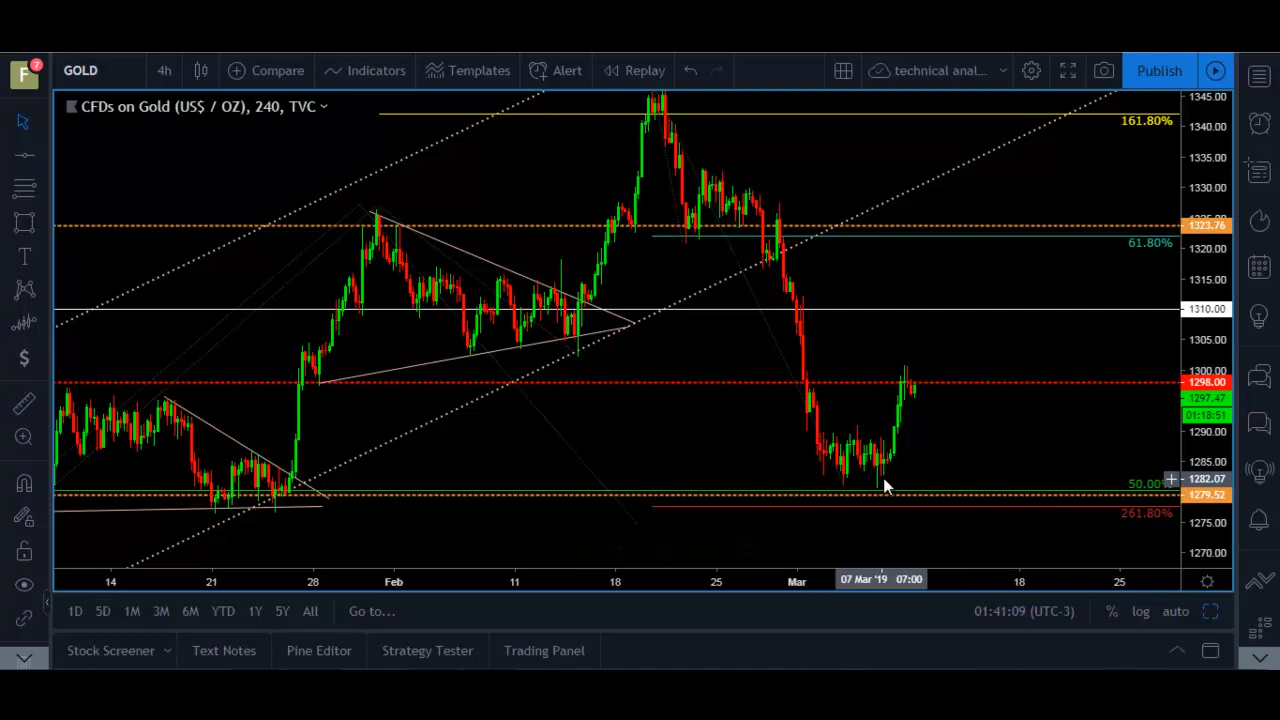 F
7
GOLD
4h
Compare
Indicators
Templates
Alert
Replay
technical anal...
Publish
CFDs on Gold (US$ / OZ), 240, TVC
1345.00
161.80%
1340.00
1335.00
1330.00
1323.76
1320.00
61.80%
1315.00
1310.00
1305.00
1300.00
1298.00
1297.47
01:18:51
1290.00
1285.00
50.00%
1282.07
1279.52
261.80%
1275.00
1270.00
14
21
28
Feb
11
18
25
Mar
07 Mar '19 07:00
18
25
1D
5D
1M
3M
6M
YTD
1Y
5Y
All
Go to...
01:41:09 (UTC-3)
%
log
auto
Stock Screener
Text Notes
Pine Editor
Strategy Tester
Trading Panel